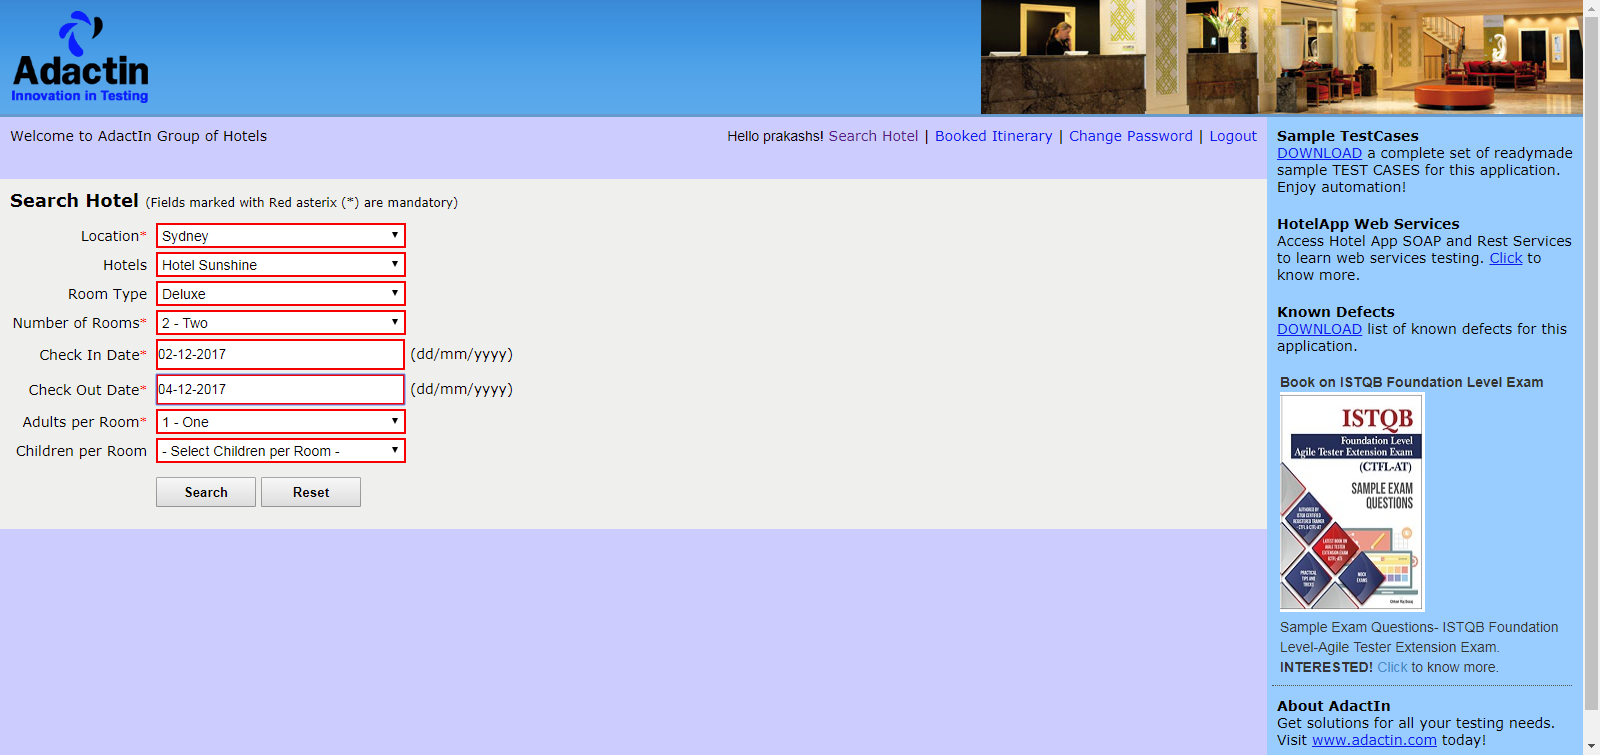 Adactin
Innovation in Testing
Welcome to AdactIn Group of Hotels
Hello prakashs! Search Hotel | Booked Itinerary | Change Password | Logout
Search Hotel (Fields marked with Red asterix (*) are mandatory)
Location* Sydney
Hotels Hotel Sunshine
Room Type Deluxe
Number of Rooms* 2 - Two
Check In Date* 02-12-2017 (dd/mm/yyyy)
Check Out Date* 04-12-2017 (dd/mm/yyyy)
Adults per Room* 1 - One
Children per Room - Select Children per Room -
Search Reset
Sample TestCases
DOWNLOAD a complete set of readymade
sample TEST CASES for this application.
Enjoy automation!
HotelApp Web Services
Access Hotel App SOAP and Rest Services
to learn web services testing. Click to
know more.
Known Defects
DOWNLOAD list of known defects for this
application.
Book on ISTQB Foundation Level Exam
ISTQB
Foundation Level
Agile Tester Extension Exam
(CTFL-AT)
SAMPLE EXAM
QUESTIONS
Sample Exam Questions- ISTQB Foundation
Level-Agile Tester Extension Exam.
INTERESTED! Click to know more.
About AdactIn
Get solutions for all your testing needs.
Visit www.adactin.com today!